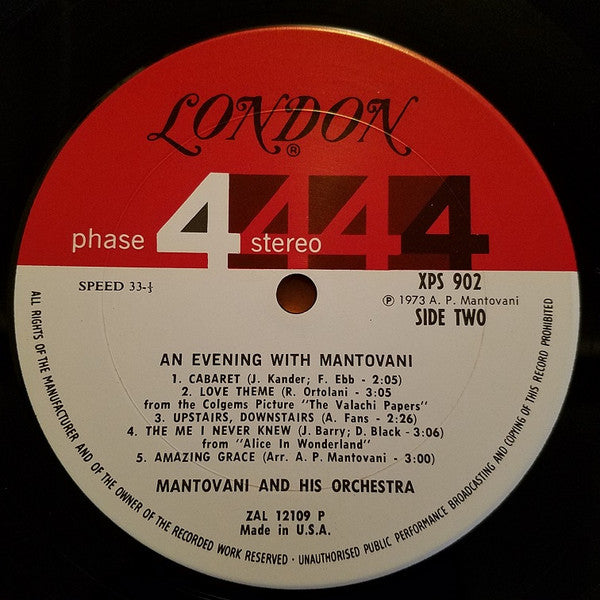 LONDON
®
phase 4 stereo 4 4 4
SPEED 33-⅓
XPS 902
℗ 1973 A. P. Mantovani
SIDE TWO
AN EVENING WITH MANTOVANI
1. CABARET (J. Kander; F. Ebb - 2:05)
2. LOVE THEME (R. Ortolani - 3:05
from the Colgems Picture "The Valachi Papers"
3. UPSTAIRS, DOWNSTAIRS (A. Fans - 2:26)
4. THE ME I NEVER KNEW (J. Barry; D. Black - 3:06)
from "Alice In Wonderland"
5. AMAZING GRACE (Arr. A. P. Mantovani - 3:00)
MANTOVANI AND HIS ORCHESTRA
ZAL 12109 P
Made in U.S.A.
ALL RIGHTS OF THE MANUFACTURER AND OF THE OWNER OF THE RECORDED WORK RESERVED · UNAUTHORISED PUBLIC PERFORMANCE BROADCASTING AND COPYING OF THIS RECORD PROHIBITED